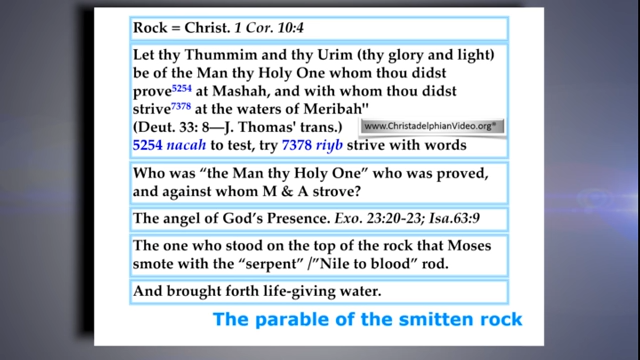 Rock = Christ. 1 Cor. 10:4
Let thy Thummim and thy Urim (thy glory and light)
be of the Man thy Holy One whom thou didst
prove5254 at Mashah, and with whom thou didst
strive7378 at the waters of Meribah"
(Deut. 33: 8—J. Thomas' trans.)
www.ChristadelphianVideo.org®
5254 nacah to test, try 7378 riyb strive with words
Who was “the Man thy Holy One” who was proved,
and against whom M & A strove?
The angel of God’s Presence. Exo. 23:20-23; Isa.63:9
The one who stood on the top of the rock that Moses
smote with the “serpent” /”Nile to blood” rod.
And brought forth life-giving water.
The parable of the smitten rock